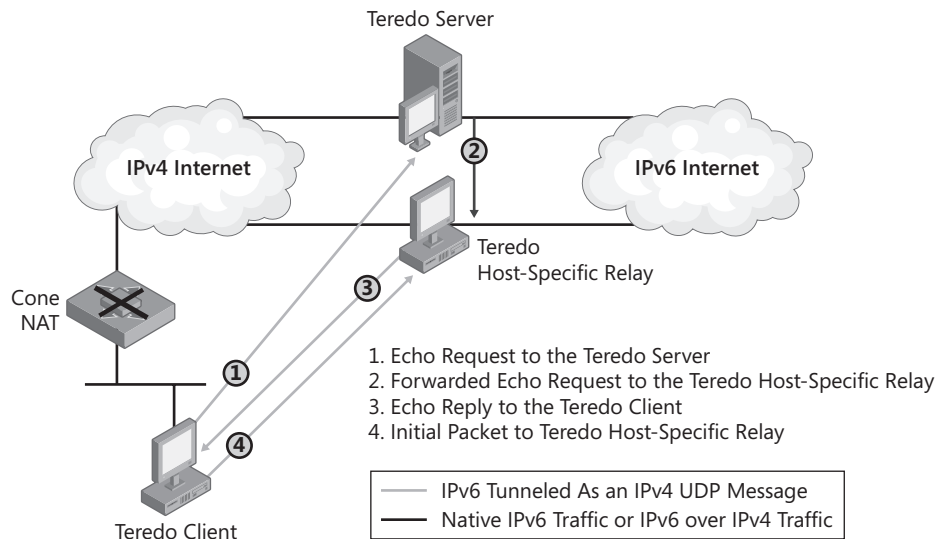 Teredo Server
IPv4 Internet
IPv6 Internet
2
Teredo
Host-Specific Relay
3
Cone
NAT
1
4
Teredo Client
1. Echo Request to the Teredo Server
2. Forwarded Echo Request to the Teredo Host-Specific Relay
3. Echo Reply to the Teredo Client
4. Initial Packet to Teredo Host-Specific Relay
IPv6 Tunneled As an IPv4 UDP Message
Native IPv6 Traffic or IPv6 over IPv4 Traffic